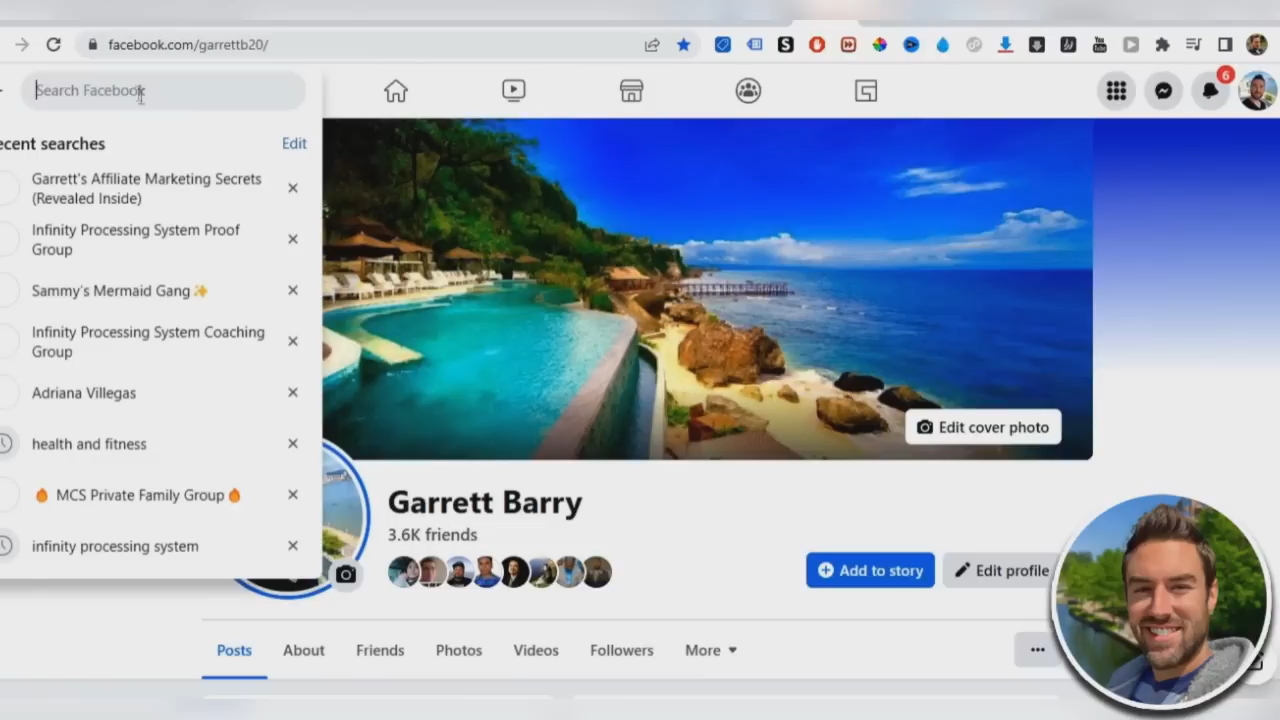 facebook.com/garrettb20/
Search Facebook
ecent searches
Edit
Garrett's Affiliate Marketing Secrets
(Revealed Inside)
Infinity Processing System Proof
Group
Sammy's Mermaid Gang✨
Infinity Processing System Coaching
Group
Adriana Villegas
health and fitness
🔥 MCS Private Family Group🔥
infinity processing system
6
Edit cover photo
Garrett Barry
3.6K friends
Add to story
Edit profile
Posts
About
Friends
Photos
Videos
Followers
More